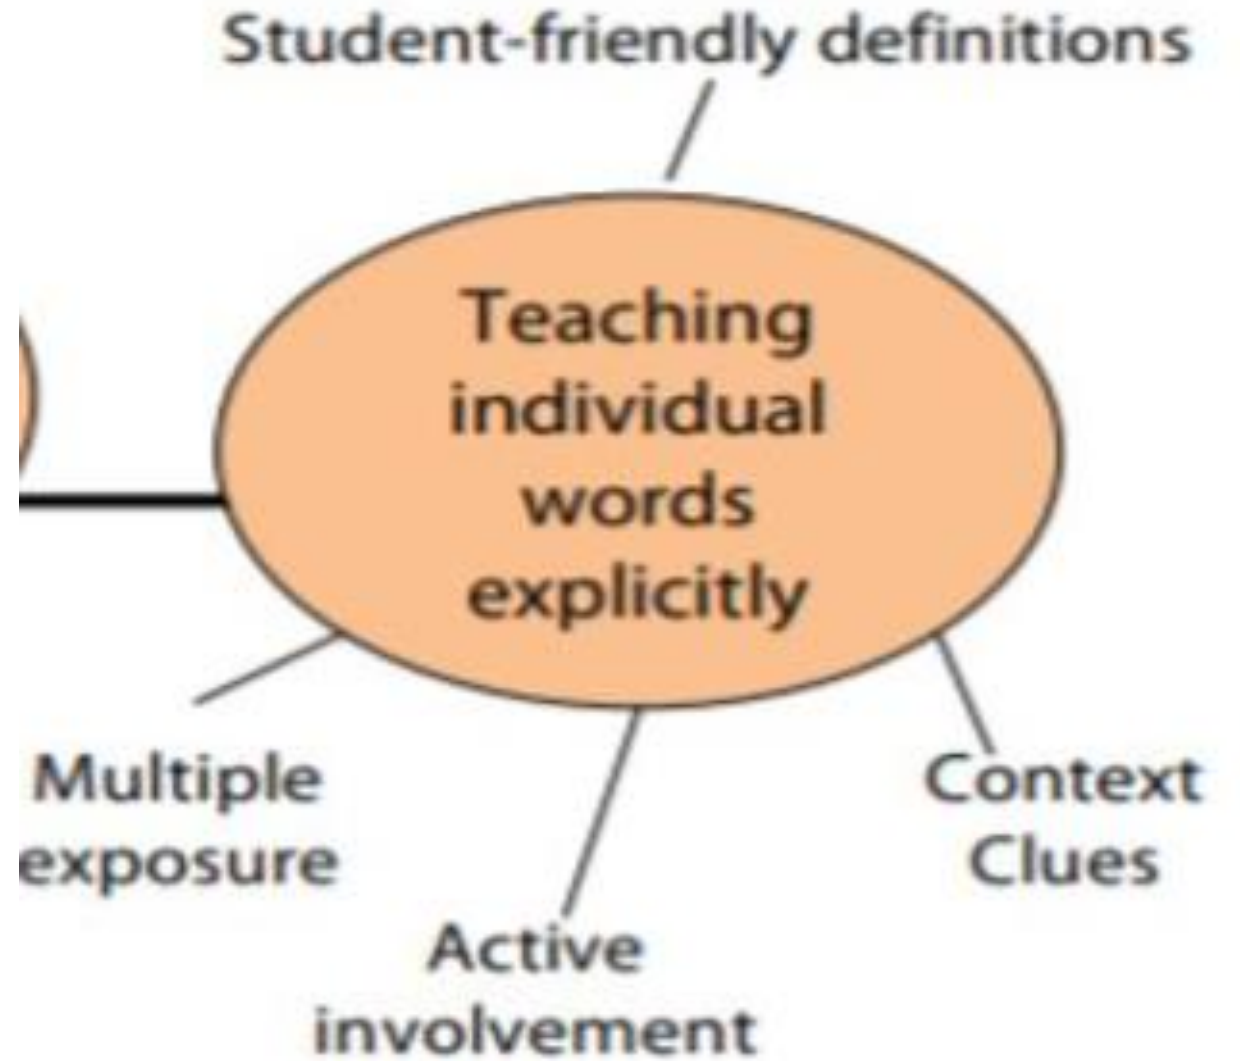 Student-friendly definitions
Teaching
individual
words
explicitly
Multiple
exposure
Context
Clues
Active
involvement